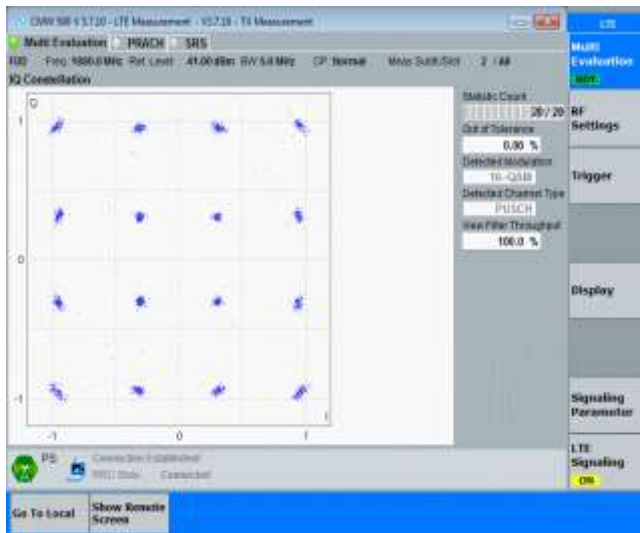 CMW 500 V 3.7.20 - LTE Measurement - V3.7.20 - TX Measurement
Multi Evaluation PRACH SRS
FDD Freq: 1880.0 MHz Ref. Level: 41.00 dBm BW: 5.0 MHz CP: Normal Meas Subfr./Slot 2 / All
IQ Constellation
Q
1
0
-1
-1 0 1
I
Statistic Count
20 / 20
Out of Tolerance
0.00 %
Detected Modulation
16-QAM
Detected Channel Type
PUSCH
View Filter Throughput
100.0 %
PS
Connection Established
RRC State Connected
LTE
Multi
Evaluation
RDY
RF
Settings
Trigger
Display
Signaling
Parameter
LTE
Signaling
ON
Go To Local
Show Remote
Screen